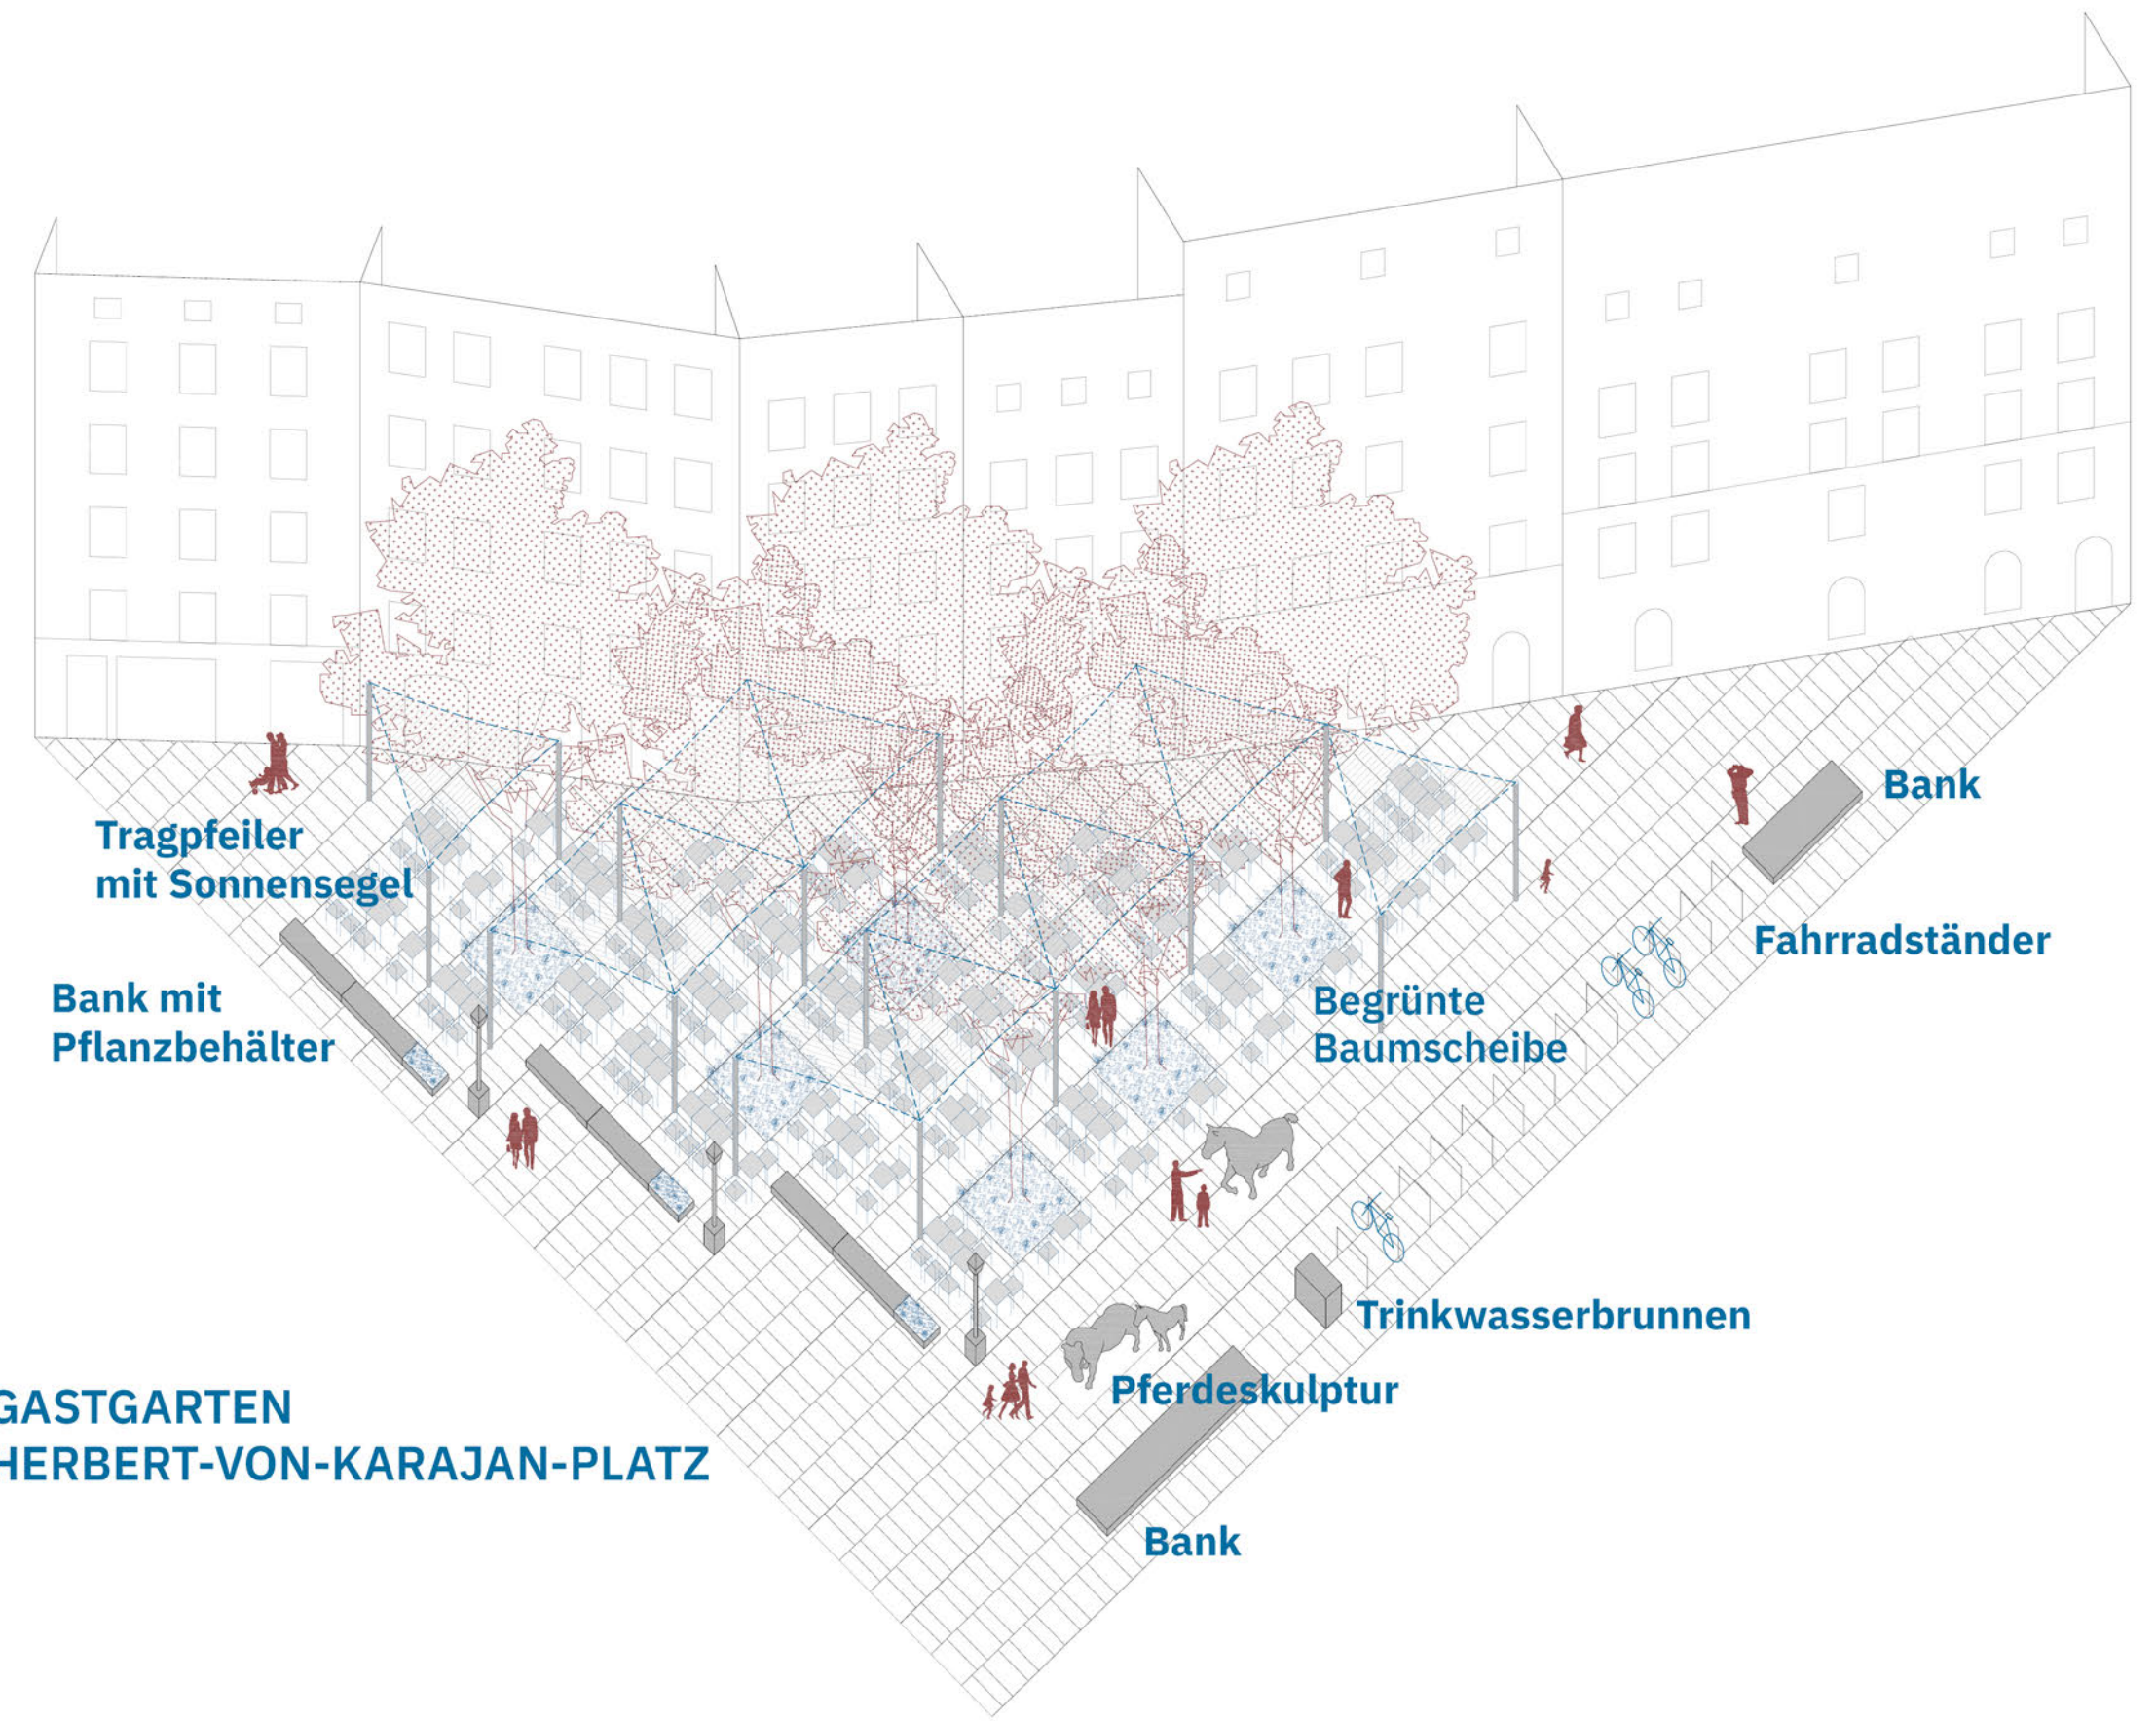 Bank
Tragpfeiler
mit Sonnensegel
Fahrradständer
Bank mit
Pflanzbehälter
Begrünte
Baumscheibe
Trinkwasserbrunnen
Pferdeskulptur
GASTGARTEN
HERBERT-VON-KARAJAN-PLATZ
Bank